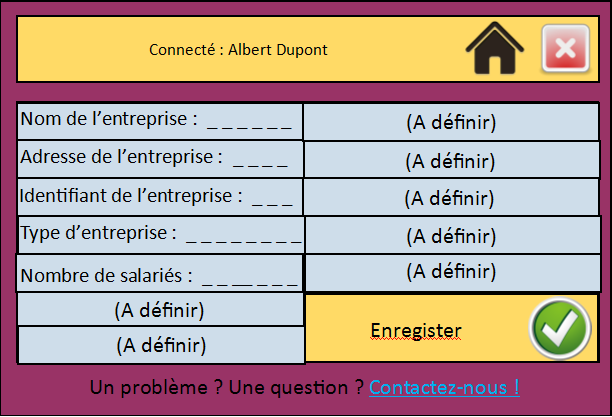 Connecté : Albert Dupont
Nom de l'entreprise : _ _ _ _ _ _ (A définir)
Adresse de l'entreprise : _ _ _ _ (A définir)
Identifiant de l'entreprise : _ _ _ (A définir)
Type d'entreprise : _ _ _ _ _ _ _ _ (A définir)
Nombre de salariés : _ _ __ _ _ _ (A définir)
(A définir)
(A définir)
Enregister
Un problème ? Une question ? Contactez-nous !